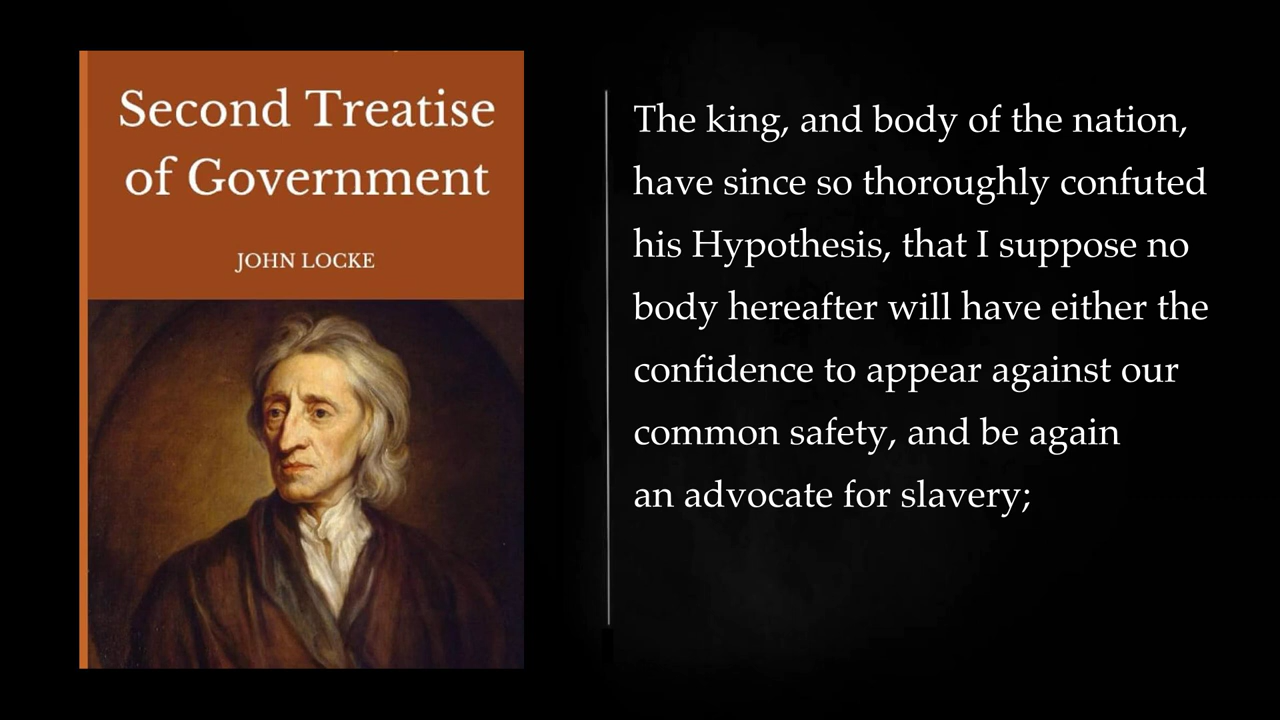 Second Treatise
of Government
JOHN LOCKE
The king, and body of the nation,
have since so thoroughly confuted
his Hypothesis, that I suppose no
body hereafter will have either the
confidence to appear against our
common safety, and be again
an advocate for slavery;